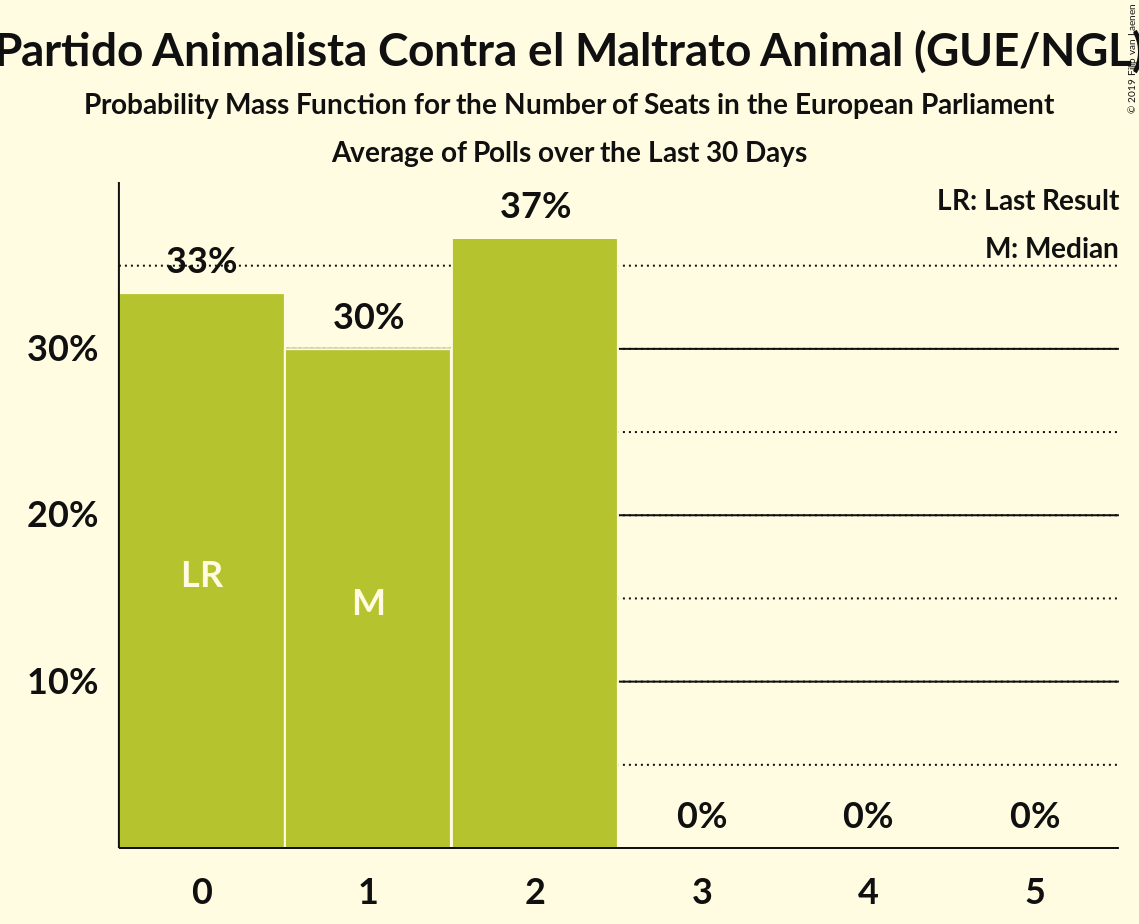 Partido Animalista Contra el Maltrato Animal (GUE/NGL)
© 2019 Filip van Laenen
Probability Mass Function for the Number of Seats in the European Parliament
Average of Polls over the Last 30 Days
LR: Last Result
M: Median
37%
33%
30%
30%
20%
10%
LR
M
0%
0%
0%
0
1
2
3
4
5